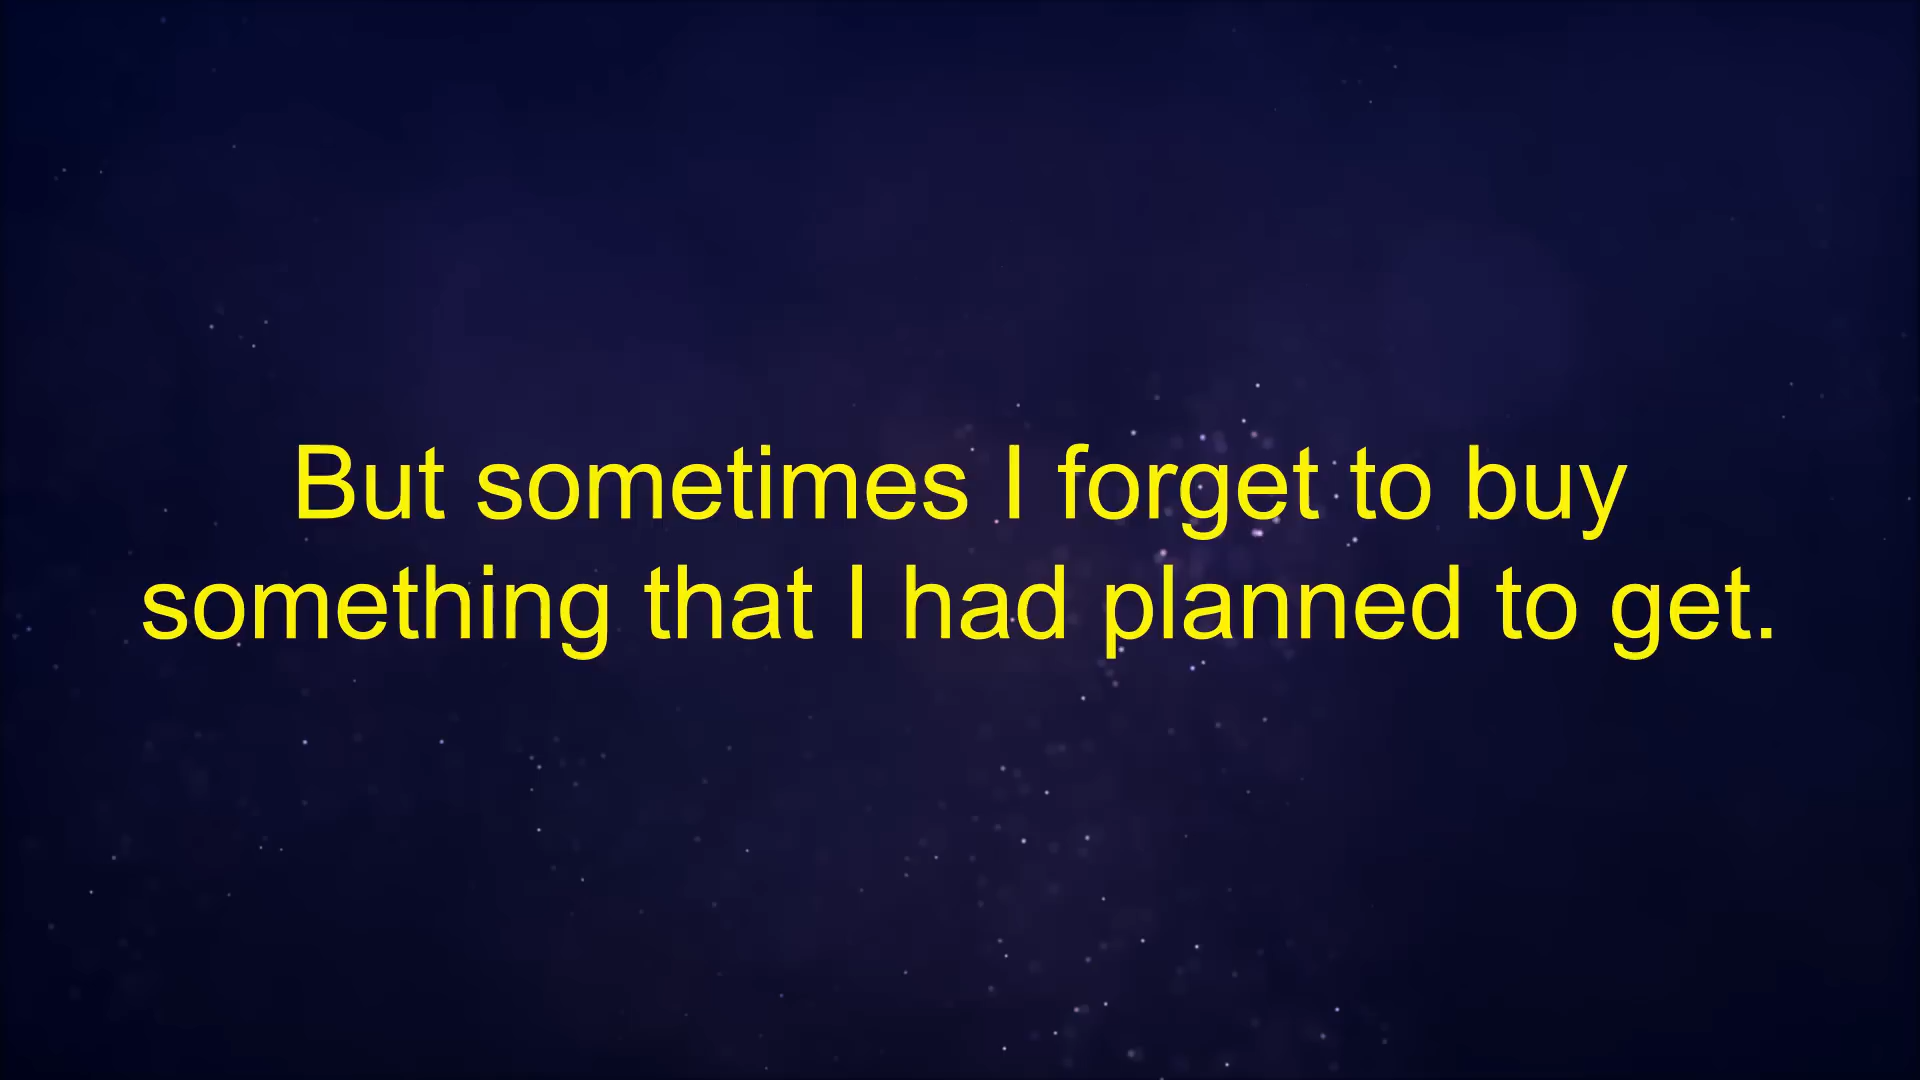 But sometimes I forget to buy
something that I had planned to get.